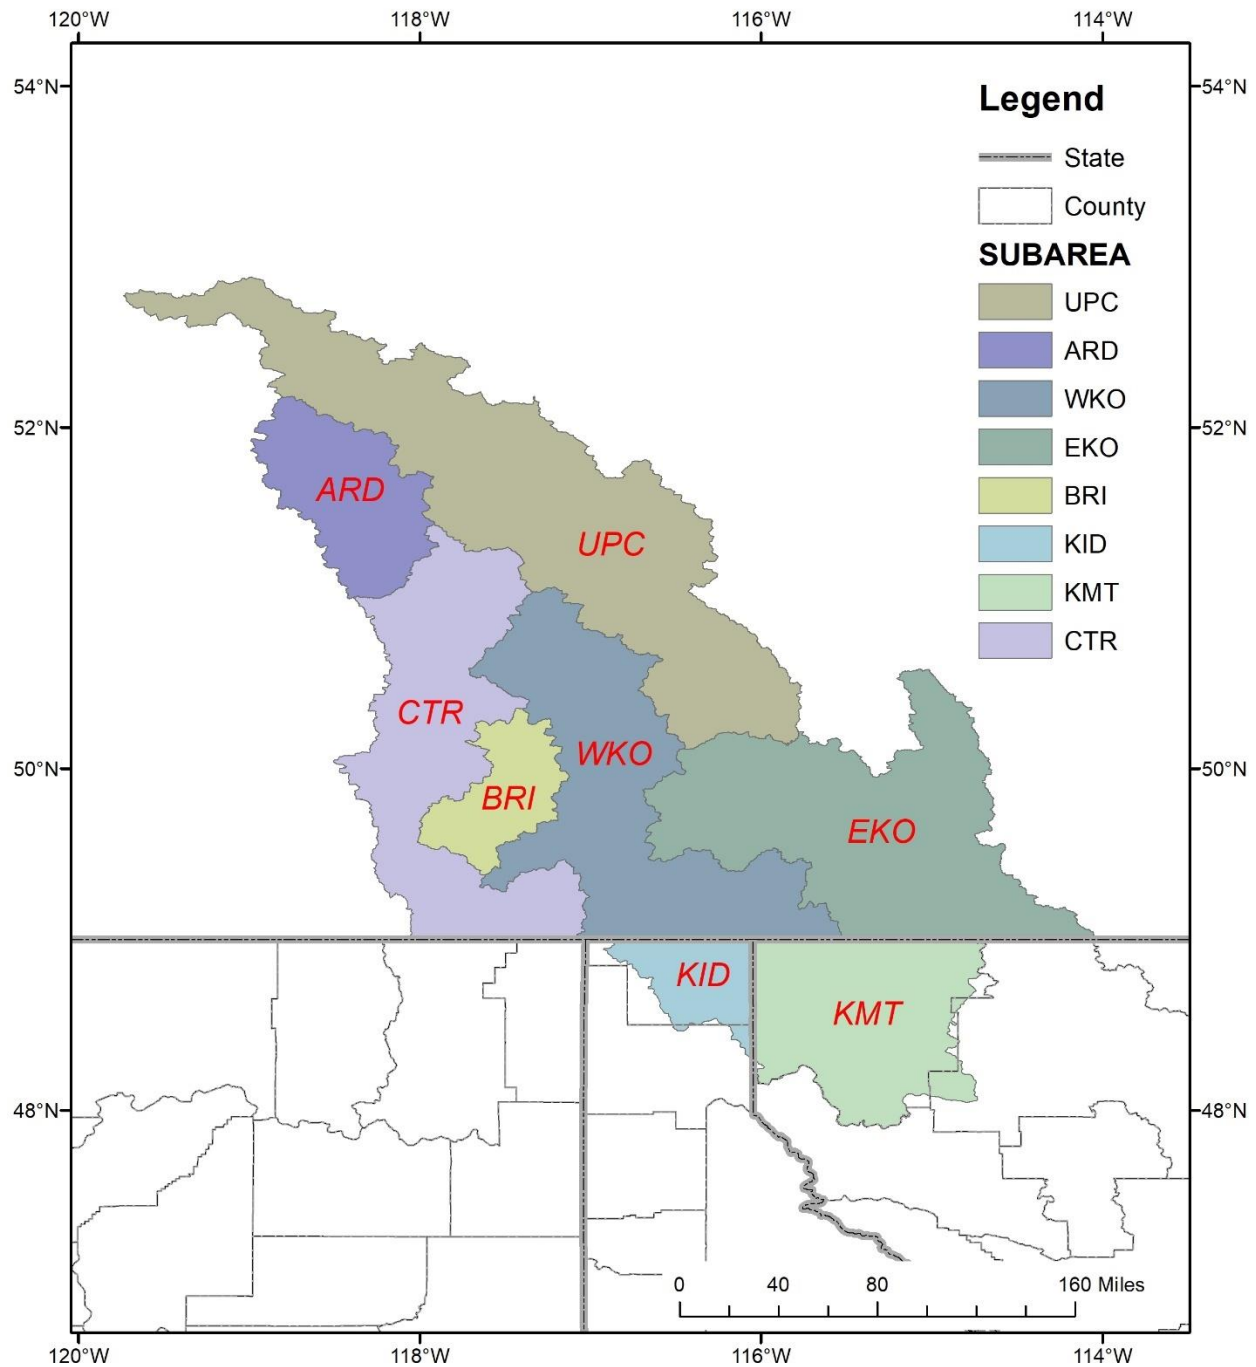 120°W 118°W 116°W 114°W
54°N 54°N
Legend
State
County
SUBAREA
UPC
ARD
WKO
EKO
BRI
KID
KMT
CTR
52°N 52°N
ARD
UPC
CTR
WKO
50°N 50°N
BRI
EKO
KID
KMT
48°N 48°N
0 40 80 160 Miles
120°W 118°W 116°W 114°W